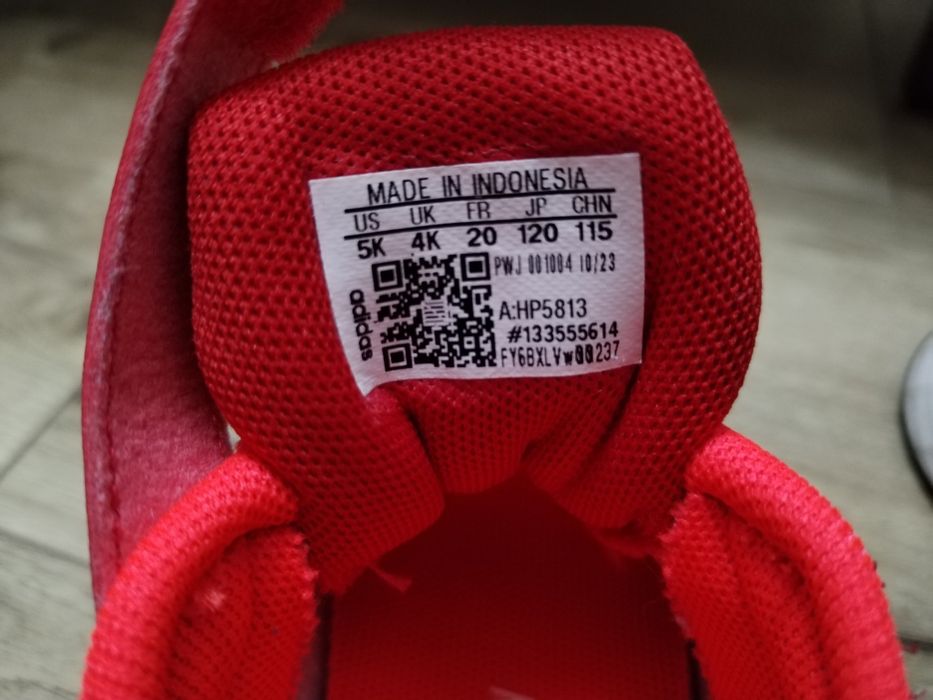 MADE IN INDONESIA
US UK FR JP CHN
5K 4K 20 120 115
PWJ 001004 10/23
A:HP5813
#133555614
FY6BXLVw00237
adidas